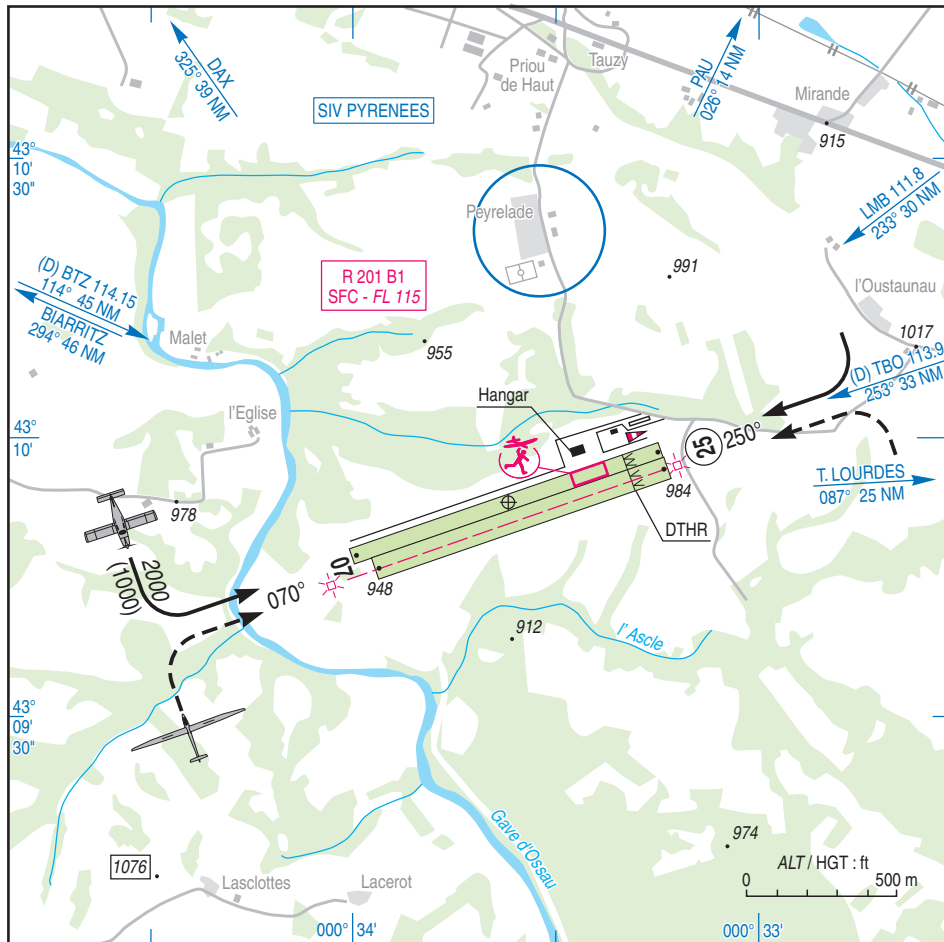 DAX
325° 39 NM
SIV PYRENEES
Priou
de Haut
Tauzy
PAU
026° 14 NM
Mirande
915
43°
10'
30"
LMB 111.8
233° 30 NM
Peyrelade
R 201 B1
SFC - FL 115
991
l'Oustaunau
(D) BTZ 114.15
114° 45 NM
BIARRITZ
294° 46 NM
Malet
955
1017
(D) TBO 113.9
253° 33 NM
Hangar
l'Eglise
43°
10'
25
250°
T. LOURDES
087° 25 NM
978
984
DTHR
2000
(1000)
070°
07
948
912
l' Ascle
43°
09'
30"
Gave d'Ossau
974
1076
ALT / HGT : ft
0 500 m
Lasclottes
Lacerot
000° 34'
000° 33'